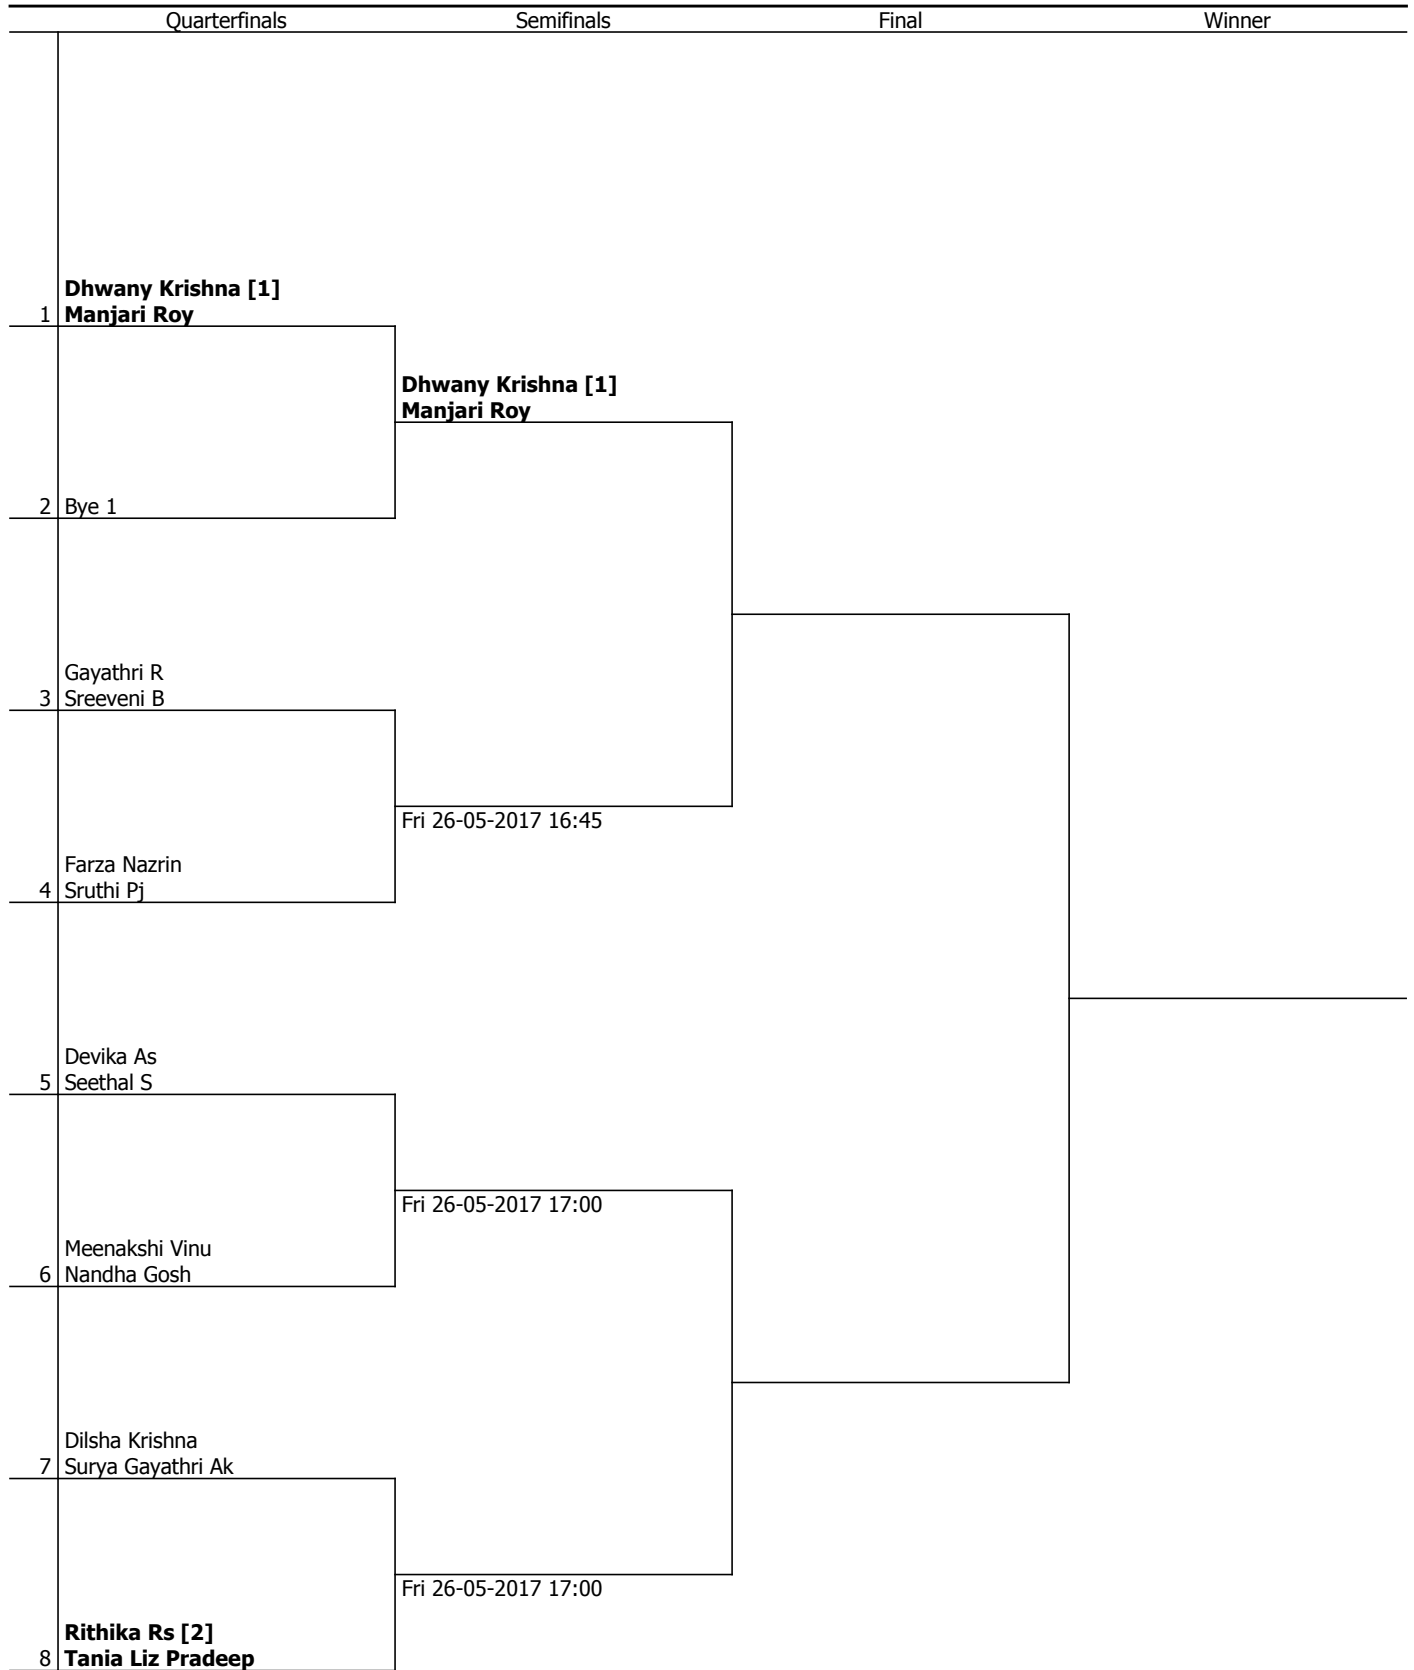 Quarterfinals Semifinals Final Winner
Dhwany Krishna [1]
1 Manjari Roy
Dhwany Krishna [1]
Manjari Roy
2 Bye 1
Gayathri R
3 Sreeveni B
Fri 26-05-2017 16:45
Farza Nazrin
4 Sruthi Pj
Devika As
5 Seethal S
Fri 26-05-2017 17:00
Meenakshi Vinu
6 Nandha Gosh
Dilsha Krishna
7 Surya Gayathri Ak
Fri 26-05-2017 17:00
Rithika Rs [2]
8 Tania Liz Pradeep